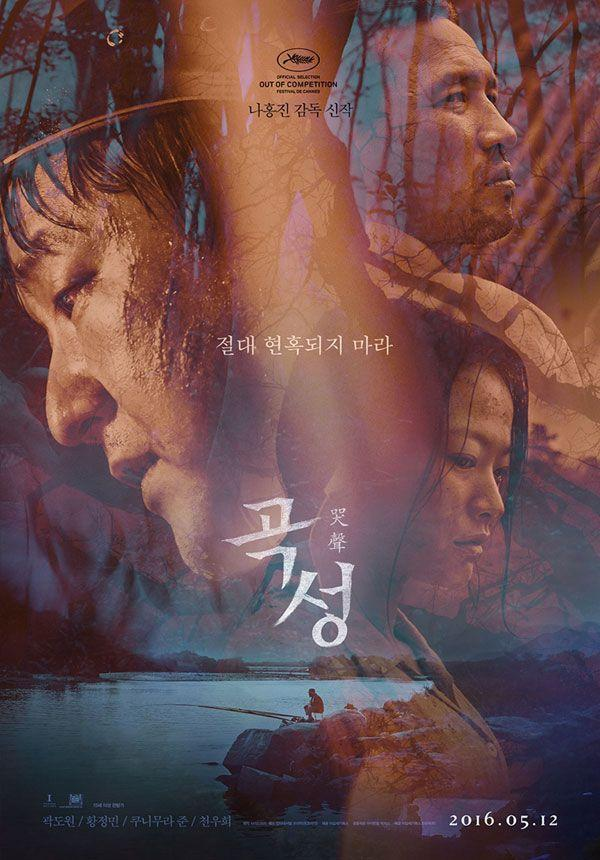 OFFICIAL SELECTION
OUT OF COMPETITION
FESTIVAL DE CANNES
나홍진 감독 신작
절대 현혹되지 마라
곡성
哭聲
곽도원 / 황정민 / 쿠니무라 준 / 천우희
2016.05.12